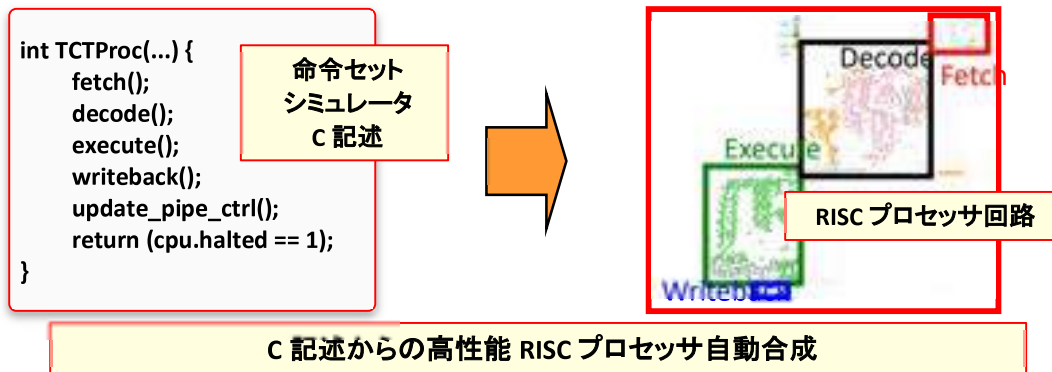 int TCTProc(...) {
fetch();
decode();
execute();
writeback();
update_pipe_ctrl();
return (cpu.halted == 1);
}
命令セット
シミュレータ
C 記述
Decode
Fetch
Execute
RISC プロセッサ回路
Writeback
C 記述からの高性能 RISC プロセッサ自動合成